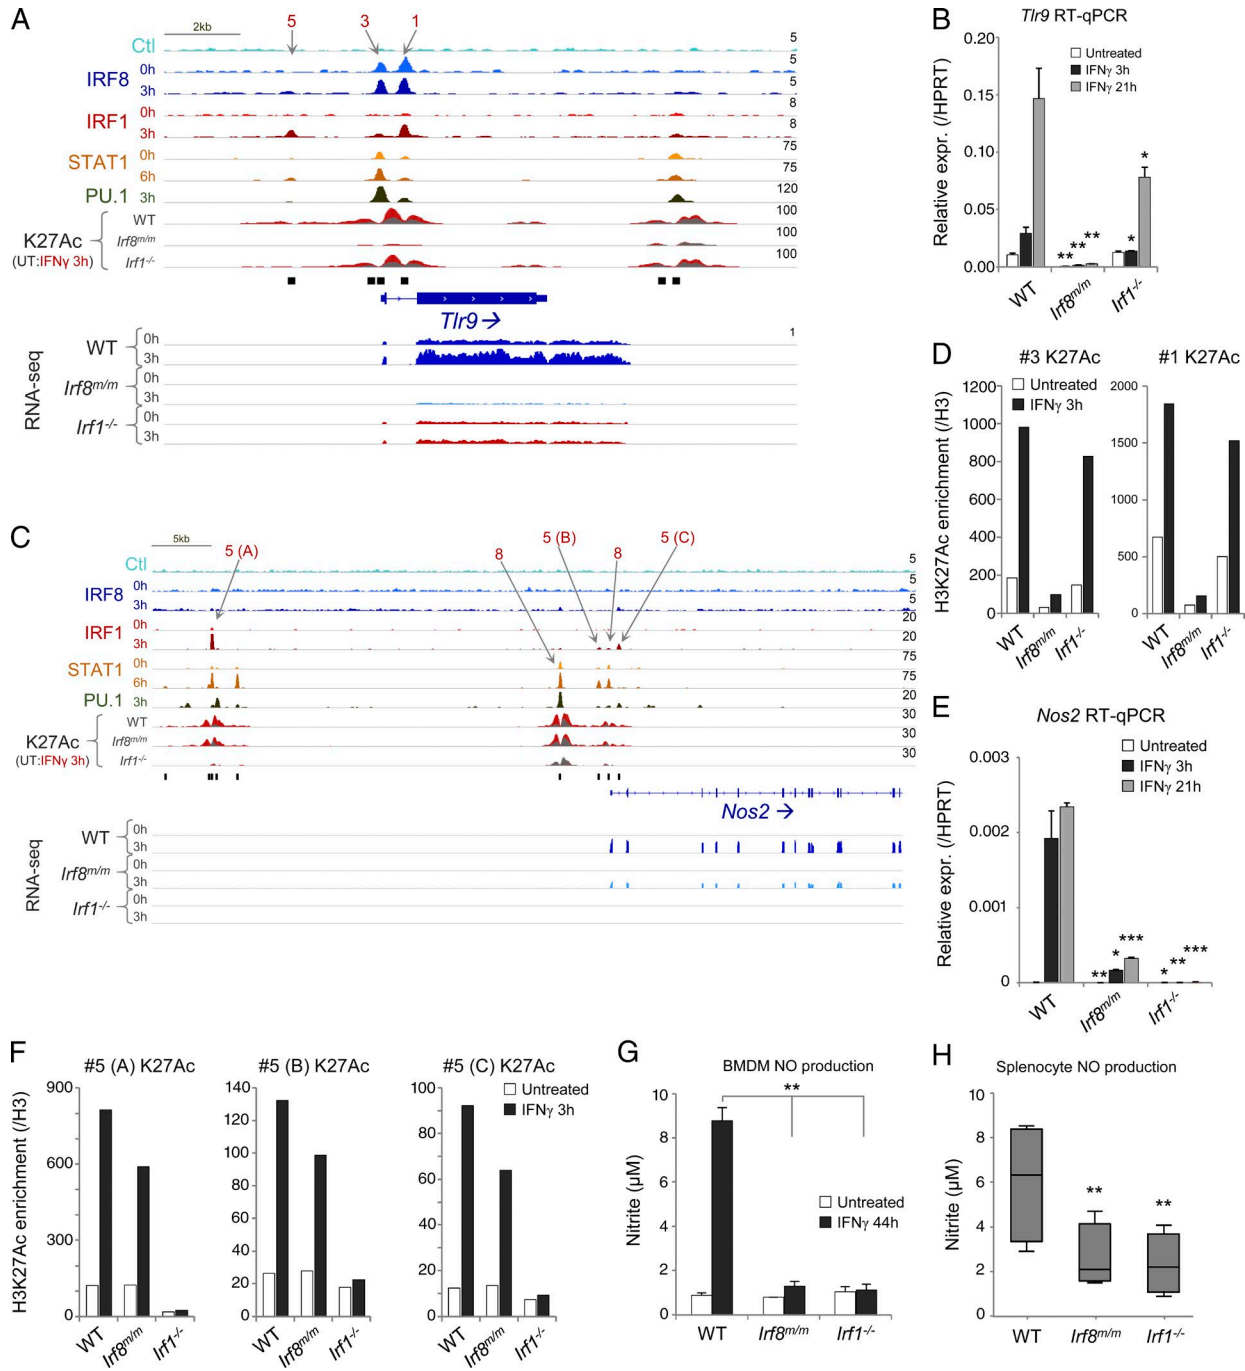 A
2kb
5
3
1
Ctl
5
IRF8
0h
5
3h
5
IRF1
0h
8
3h
8
STAT1
0h
75
6h
75
PU.1
3h
120
K27Ac
(UT:IFNγ 3h)
WT
100
Irf8m/m
100
Irf1-/-
100
Tlr9→
RNA-seq
WT
0h
1
3h
Irf8m/m
0h
3h
Irf1-/-
0h
3h
B
Tlr9 RT-qPCR
Relative expr. (/HPRT)
0.20
0.15
0.10
0.05
0.00
Untreated
IFNγ 3h
IFNγ 21h
** ** **
* *
WT
Irf8m/m
Irf1-/-
C
5kb
5 (A)
8
5 (B)
8
5 (C)
Ctl
5
IRF8
0h
5
3h
5
IRF1
0h
20
3h
20
STAT1
0h
75
6h
75
PU.1
3h
20
K27Ac
(UT:IFNγ 3h)
WT
30
Irf8m/m
30
Irf1-/-
30
Nos2 →
RNA-seq
WT
0h
3h
Irf8m/m
0h
3h
Irf1-/-
0h
3h
D
#3 K27Ac
H3K27Ac enrichment (/H3)
1200
1000
800
600
400
200
0
Untreated
IFNγ 3h
WT
Irf8m/m
Irf1-/-
#1 K27Ac
2000
1500
1000
500
0
WT
Irf8m/m
Irf1-/-
E
Nos2 RT-qPCR
Relative expr. (/HPRT)
0.003
0.002
0.001
0
Untreated
IFNγ 3h
IFNγ 21h
** * ***
* ** ***
WT
Irf8m/m
Irf1-/-
F
#5 (A) K27Ac
H3K27Ac enrichment (/H3)
900
600
300
0
WT
Irf8m/m
Irf1-/-
#5 (B) K27Ac
140
120
100
80
60
40
20
0
WT
Irf8m/m
Irf1-/-
#5 (C) K27Ac
100
80
60
40
20
0
Untreated
IFNγ 3h
WT
Irf8m/m
Irf1-/-
G
BMDM NO production
Nitrite (μM)
10
8
6
4
2
0
**
Untreated
IFNγ 44h
WT
Irf8m/m
Irf1-/-
H
Splenocyte NO production
Nitrite (μM)
10
8
6
4
2
0
**
**
WT
Irf8m/m
Irf1-/-